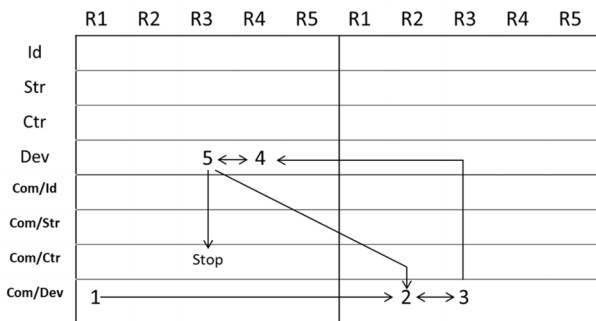 R1 R2 R3 R4 R5 R1 R2 R3 R4 R5
Id
Str
Ctr
Dev 5 4
Com/Id
Com/Str
Com/Ctr Stop
Com/Dev 1 2 3